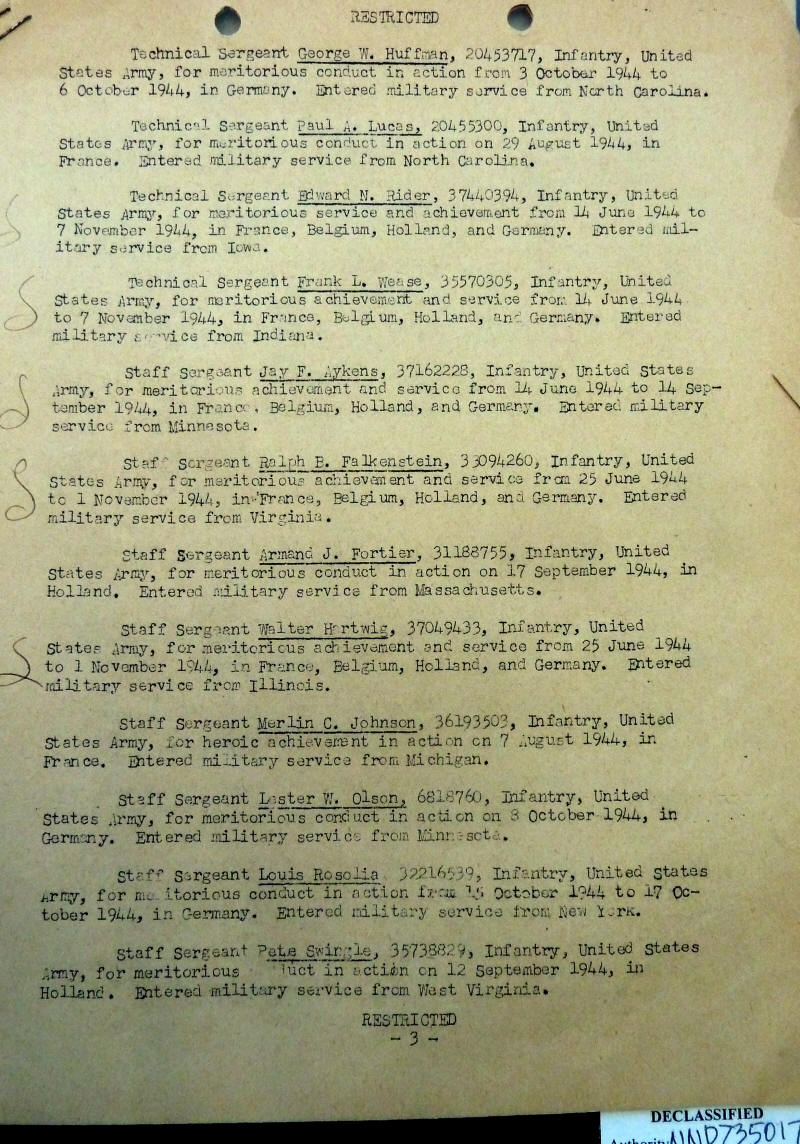 RESTRICTED
Technical Sergeant George W. Huffman, 20453717, Infantry, United
States Army, for meritorious conduct in action from 3 October 1944 to
6 October 1944, in Germany. Entered military service from North Carolina.
Technical Sergeant Paul A. Lucas, 20455300, Infantry, United
States Army, for meritorious conduct in action on 29 August 1944, in
France. Entered military service from North Carolina.
Technical Sergeant Edward N. Rider, 37440394, Infantry, United
States Army, for meritorious service and achievement from 14 June 1944 to
7 November 1944, in France, Belgium, Holland, and Germany. Entered mil-
itary service from Iowa.
Technical Sergeant Frank L. Wease, 35570305, Infantry, United
States Army, for meritorious achievement and service from 14 June 1944
to 7 November 1944, in France, Belgium, Holland, and Germany. Entered
military service from Indiana.
Staff Sergeant Jay F. Aykens, 37162228, Infantry, United States
Army, for meritorious achievement and service from 14 June 1944 to 14 Sep-
tember 1944, in France, Belgium, Holland, and Germany. Entered military
service from Minnesota.
Staff Sergeant Ralph B. Falkenstein, 33094260, Infantry, United
States Army, for meritorious achievement and service from 25 June 1944
to 1 November 1944, in France, Belgium, Holland, and Germany. Entered
military service from Virginia.
Staff Sergeant Armand J. Fortier, 31188755, Infantry, United
States Army, for meritorious conduct in action on 17 September 1944, in
Holland. Entered military service from Massachusetts.
Staff Sergeant Walter Hartwig, 37049433, Infantry, United
States Army, for meritorious achievement and service from 25 June 1944
to 1 November 1944, in France, Belgium, Holland, and Germany. Entered
military service from Illinois.
Staff Sergeant Merlin C. Johnson, 36193503, Infantry, United
States Army, for heroic achievement in action on 7 August 1944, in
France. Entered military service from Michigan.
Staff Sergeant Lester W. Olson, 6818760, Infantry, United
States Army, for meritorious conduct in action on 8 October 1944, in
Germany. Entered military service from Minnesota.
Staff Sergeant Louis Rosolia 32216539, Infantry, United States
Army, for meritorious conduct in action from 15 October 1944 to 17 Oc-
tober 1944, in Germany. Entered military service from New York.
Staff Sergeant Pete Swingle, 35738829, Infantry, United States
Army, for meritorious duct in action on 12 September 1944, in
Holland. Entered military service from West Virginia.
RESTRICTED
- 3 -
DECLASSIFIED
Authority NND735017